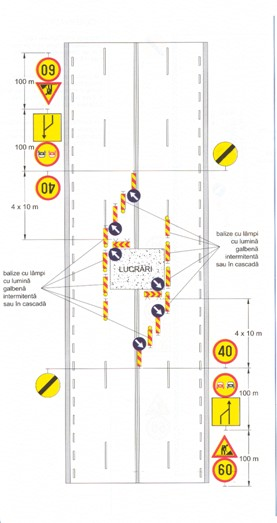 60
100 m
100 m
40
4 x 10 m
balize cu lămpi
cu lumină
galbenă
intermitentă
sau în cascadă
LUCRĂRI
balize cu lămpi
cu lumină
galbenă
intermitentă
sau în cascadă
4 x 10 m
40
100 m
100 m
60